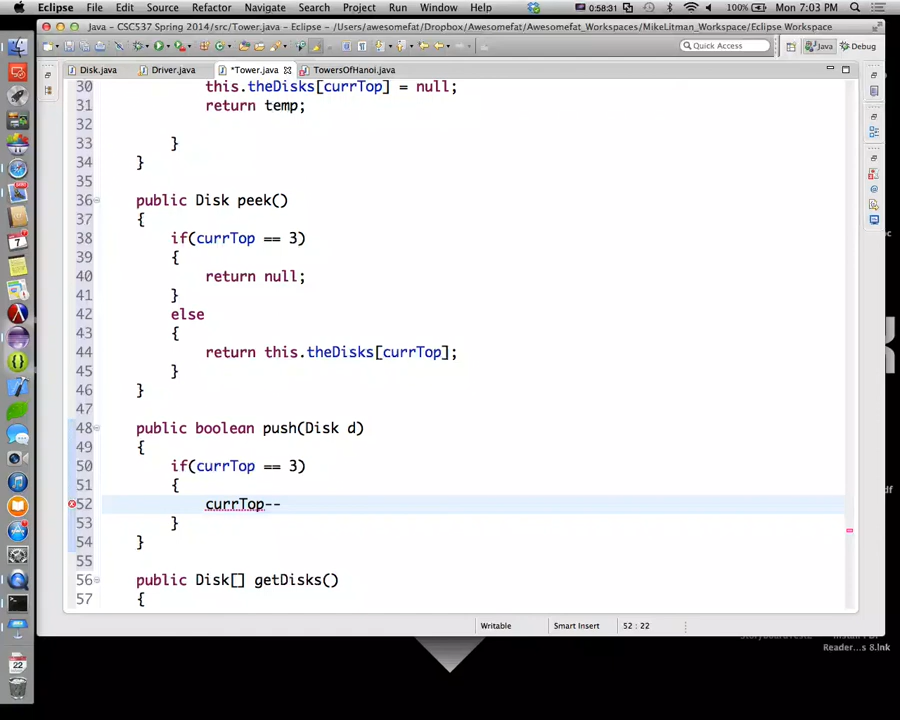 Eclipse File Edit Source Refactor Navigate Search Project Run Window Help 0:58:31 100% Mon 7:03 PM
Java - CSC537 Spring 2014/src/Tower.java - Eclipse - /Users/awesomefat/Dropbox/Awesomefat/Awesomefat_Workspaces/MikeLitman_Workspace/Eclipse Workspace
Quick Access Java Debug
Disk.java Driver.java *Tower.java TowersOfHanoi.java
30 this.theDisks[currTop] = null;
31 return temp;
32
33 }
34 }
35
36 public Disk peek()
37 {
38 if(currTop == 3)
39 {
40 return null;
41 }
42 else
43 {
44 return this.theDisks[currTop];
45 }
46 }
47
48 public boolean push(Disk d)
49 {
50 if(currTop == 3)
51 {
52 currTop--
53 }
54 }
55
56 public Disk[] getDisks()
57 {
Writable Smart Insert 52 : 22
Reader...s 8.lnk
7
22